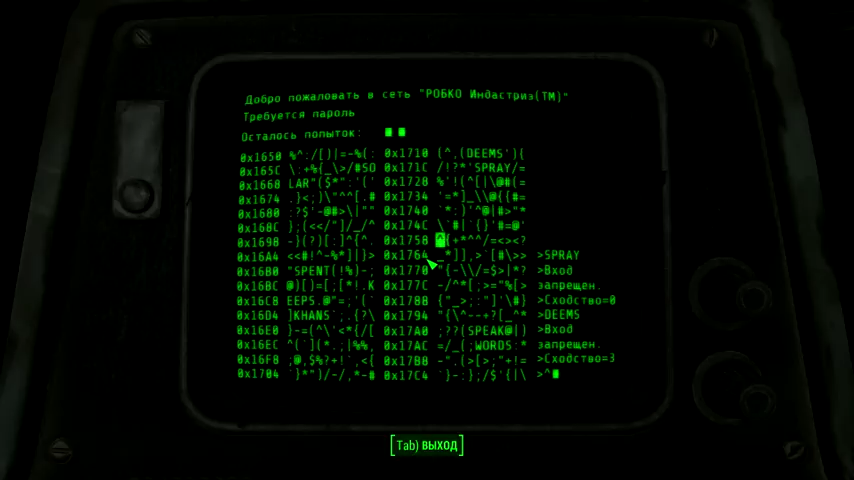 Добро пожаловать в сеть "РОБКО Индастриз(ТМ)"
Требуется пароль
Осталось попыток:
0x1650 %^:/[)|=-%(: 0x1710 (^,(DEEMS'){
0x165C \:+%{_\>/#SO 0x171C /!?*'SPRAY/=
0x1668 LAR"($*":'(' 0x1728 %'!(^[|\@#(=
0x1674 .}<;)\"^^[.# 0x1734 '=*]_\\@{{#=
0x1680 :?$'-@#>\|"" 0x1740 `*:)'^@|#>"*
0x168C };(<</"]/_/^ 0x174C \`#|`{}'#=@'
0x1698 -}(?)[:]^{^. 0x1758 ^{+*^^/=<><?
0x16A4 <<#!^-%*]|}> 0x1764 _*]],>`[#\>> >SPRAY
0x16B0 "SPENT(!%)-; 0x1770 "{-\\/=$>|*? >Вход
0x16BC @)[)=[;[*!.K 0x177C -/^*[;>="%[> запрещен.
0x16C8 EEPS.@"=;'(` 0x1788 {"_>;:"]'\#} >Сходство=0
0x16D4 ]KHANS`;.{?\ 0x1794 "{\^--+?[_^* >DEEMS
0x16E0 }-=(^\'<*{/[ 0x17A0 ;??(SPEAK@|) >Вход
0x16EC ^(`](*.;|%%, 0x17AC =/_(;WORDS:* запрещен.
0x16F8 ;@,$%?+!`,<{ 0x17B8 -".(>[>;"+!= >Сходство=3
0x1704 `}*")/-/,*-# 0x17C4 `}-:};/$'{|\ >^
Tab) ВЫХОД